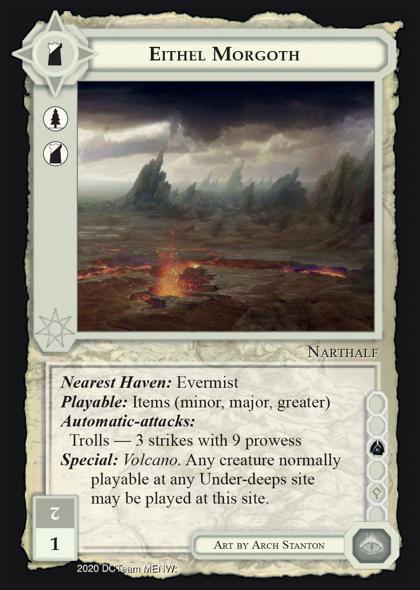 Eithel Morgoth
Narthalf
Nearest Haven: Evermist
Playable: Items (minor, major, greater)
Automatic-attacks:
Trolls — 3 strikes with 9 prowess
Special: Volcano. Any creature normally
playable at any Under-deeps site
may be played at this site.
2
1
Art by Arch Stanton
2020 DCTeam MENW: